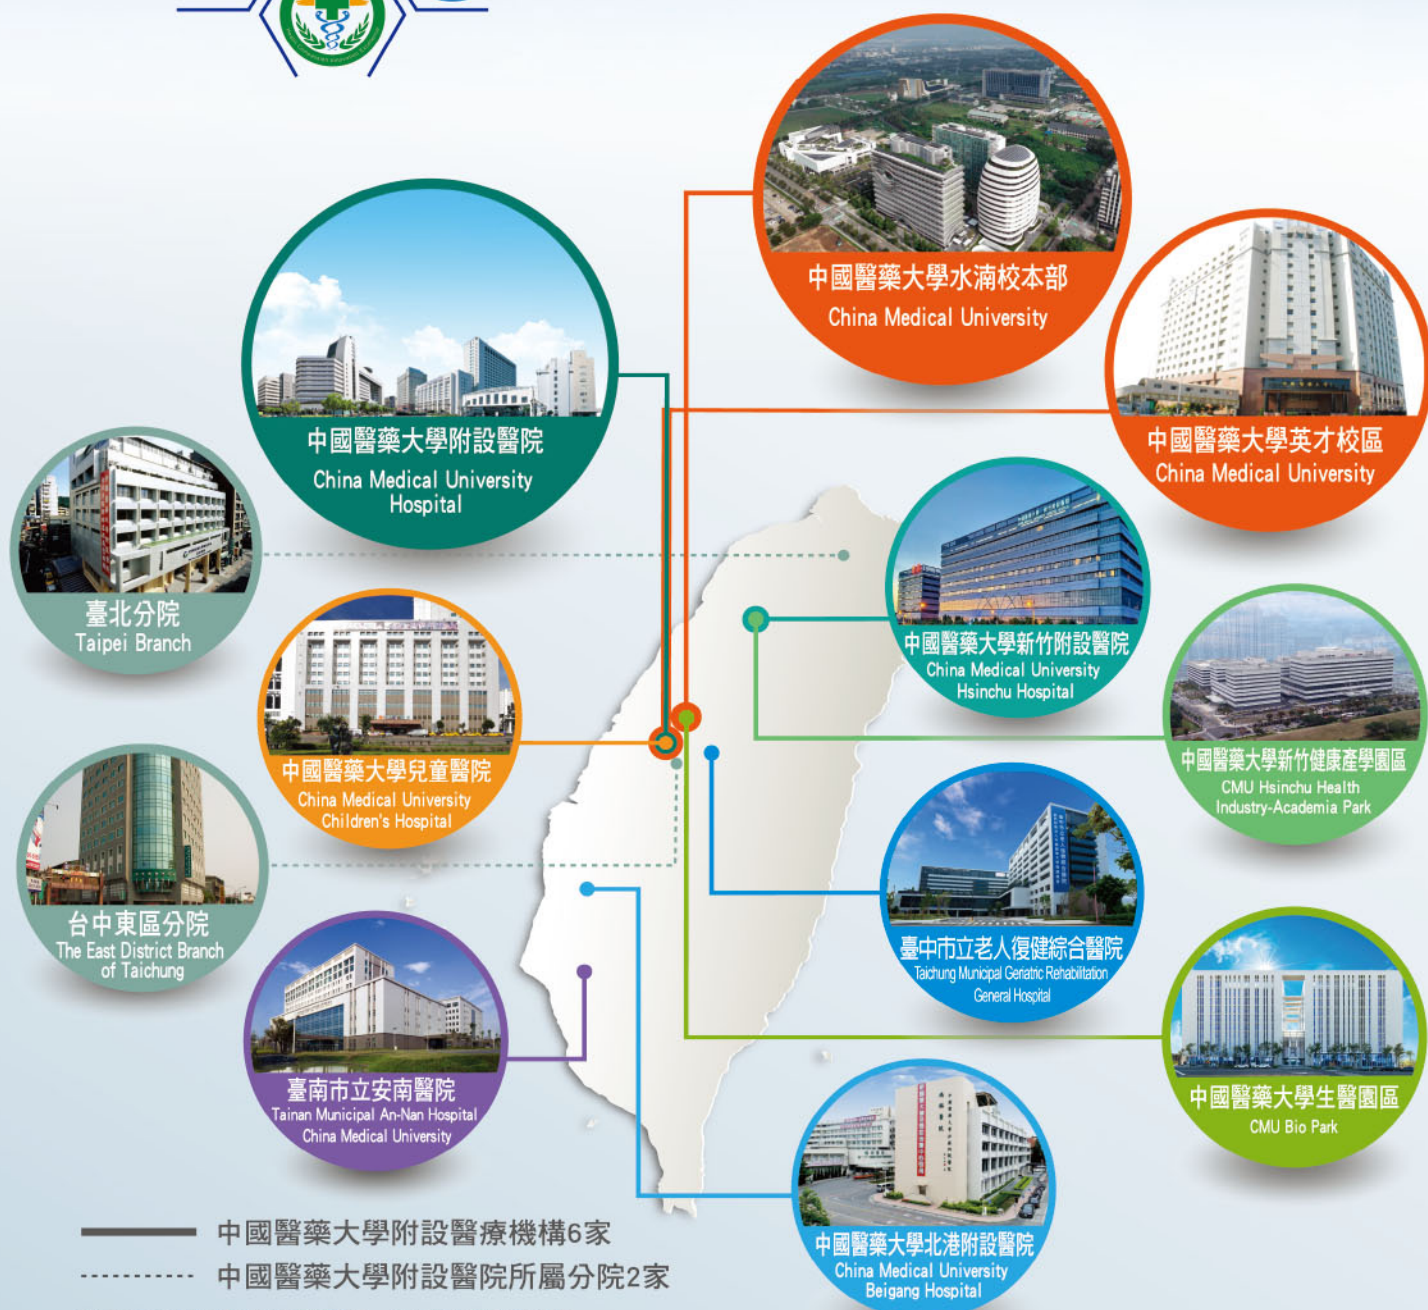 中國醫藥大學水湳校本部
China Medical University
中國醫藥大學英才校區
China Medical University
中國醫藥大學附設醫院
China Medical University
Hospital
臺北分院
Taipei Branch
中國醫藥大學新竹附設醫院
China Medical University
Hsinchu Hospital
中國醫藥大學兒童醫院
China Medical University
Children's Hospital
中國醫藥大學新竹健康產學園區
CMU Hsinchu Health
Industry-Academia Park
台中東區分院
The East District Branch
of Taichung
臺中市立老人復健綜合醫院
Taichung Municipal Geriatric Rehabilitation
General Hospital
臺南市立安南醫院
Tainan Municipal An-Nan Hospital
China Medical University
中國醫藥大學生醫園區
CMU Bio Park
中國醫藥大學北港附設醫院
China Medical University
Beigang Hospital
中國醫藥大學附設醫療機構6家
中國醫藥大學附設醫院所屬分院2家